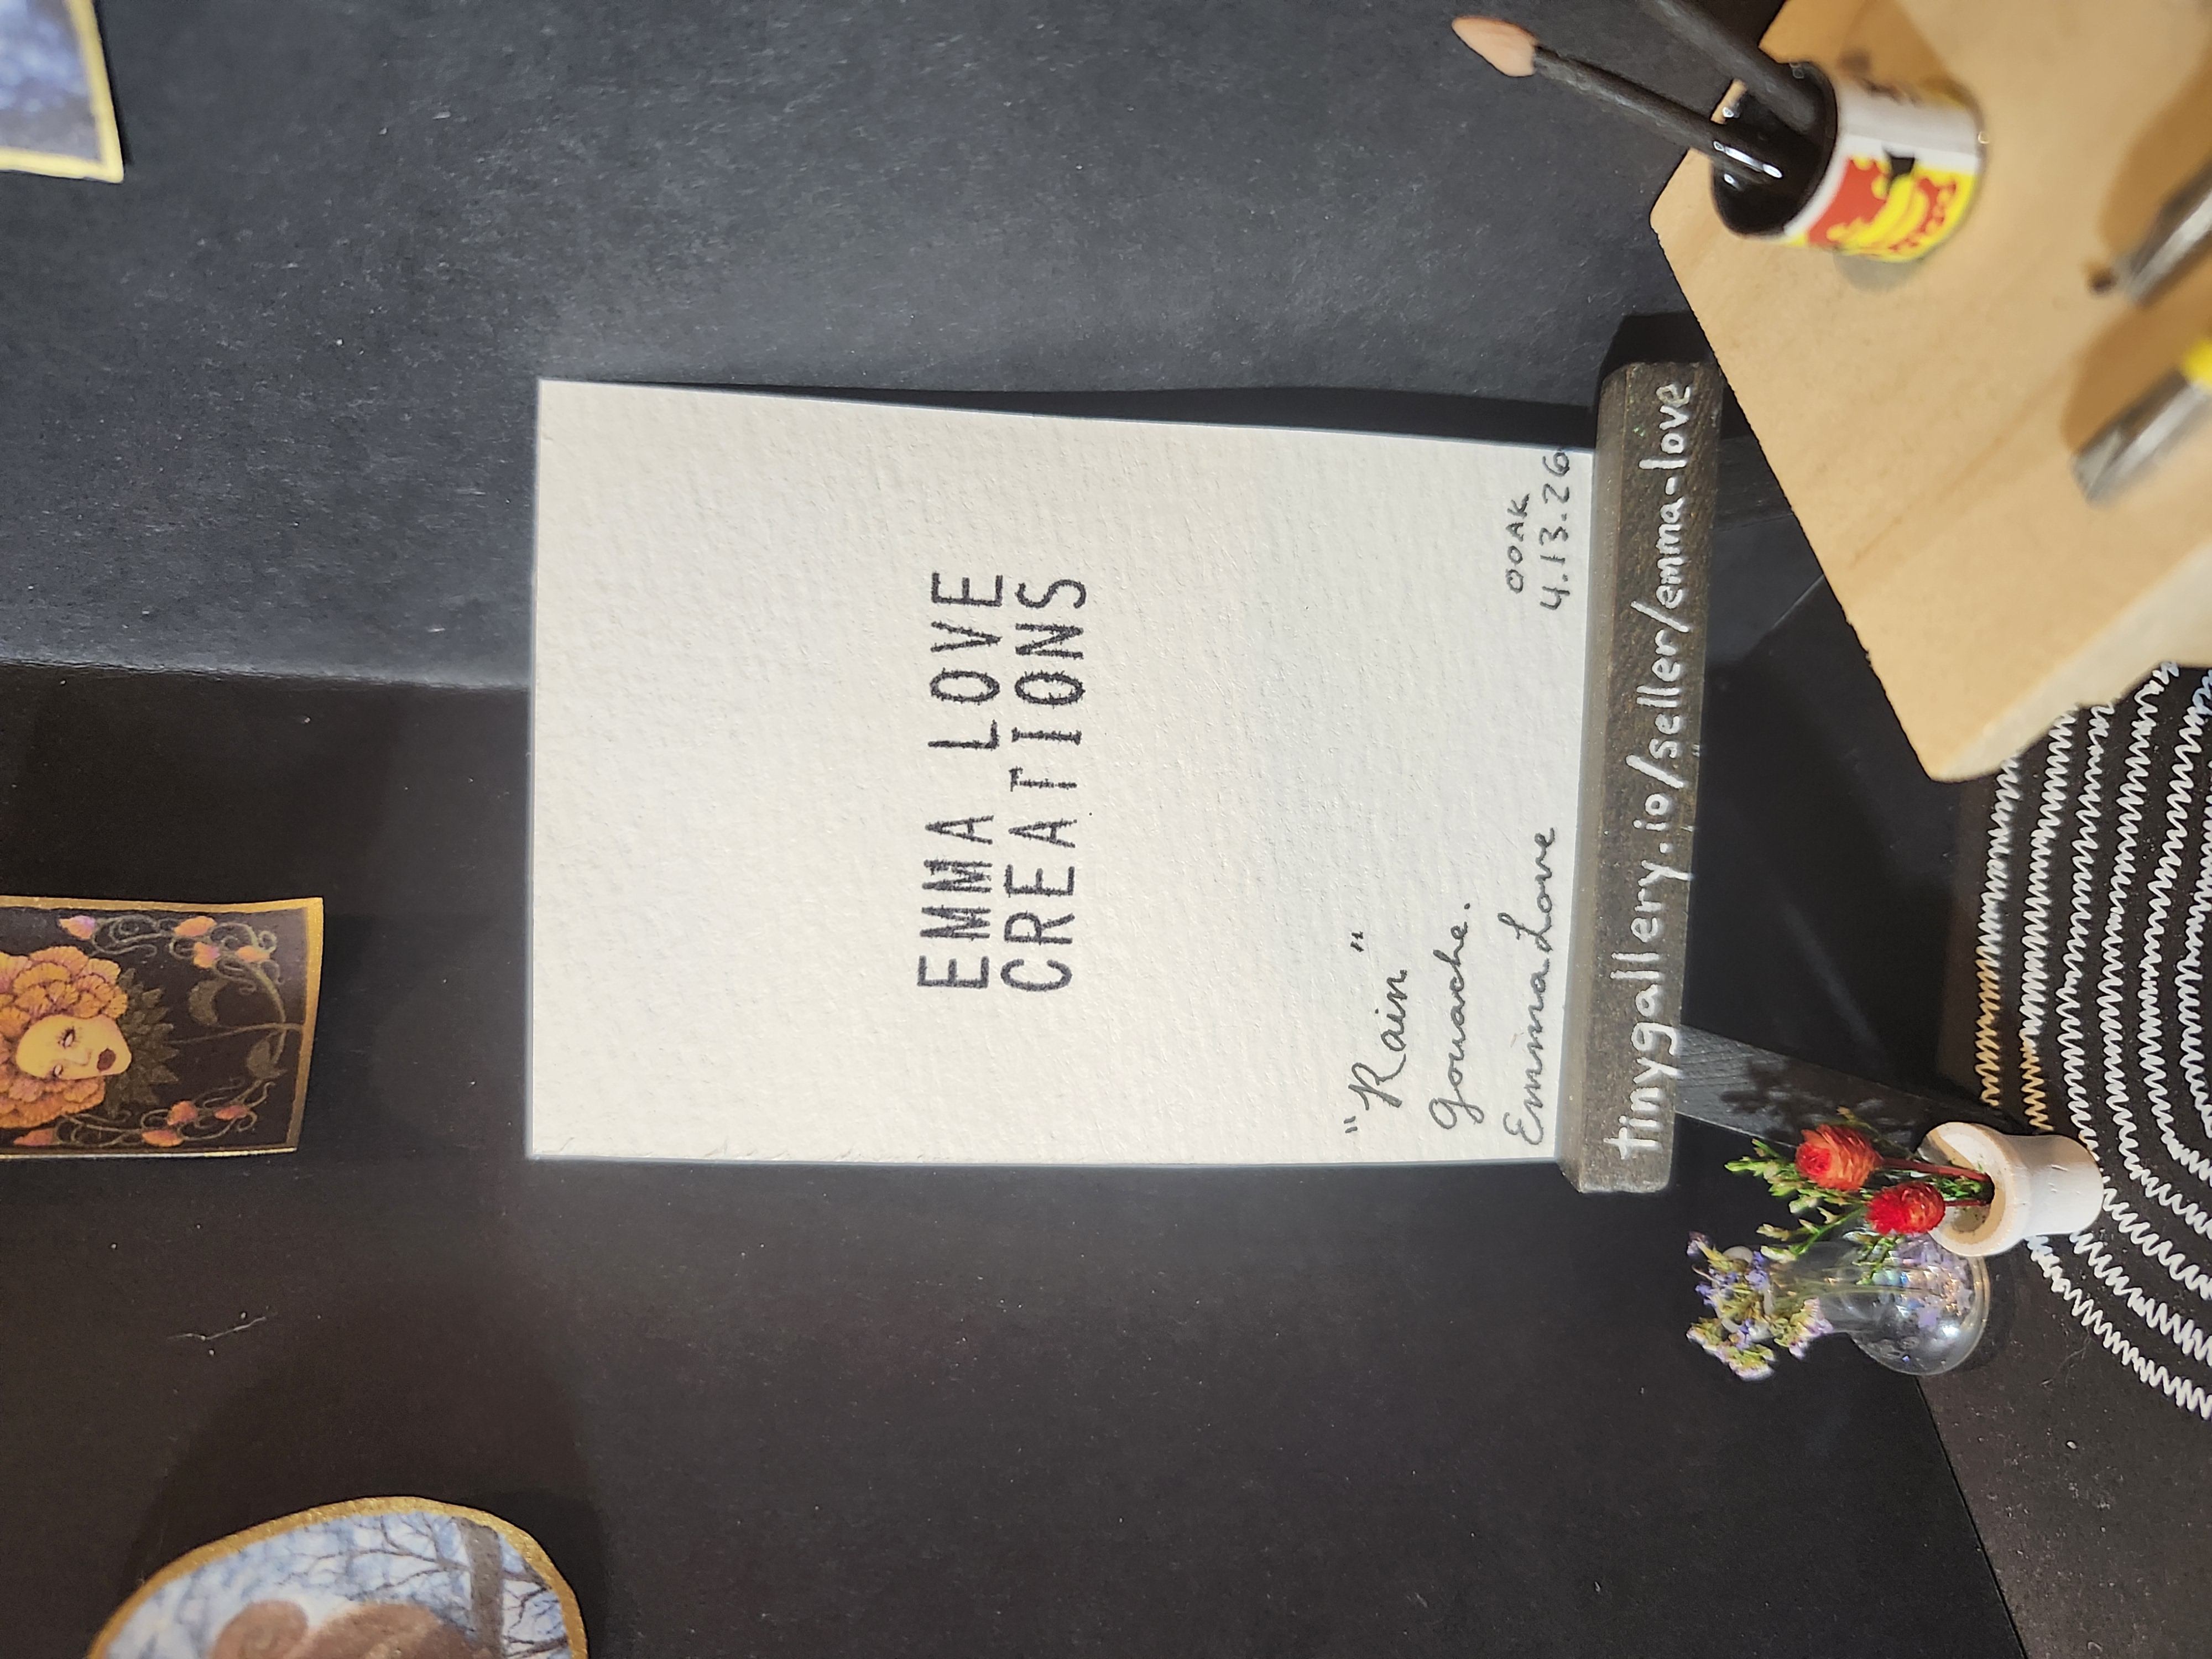 EMMA LOVE
CREATIONS
"Rain"
Gouache.
Emma Love
OOAK
4.13.26
tinygallery.io/seller/emma-love